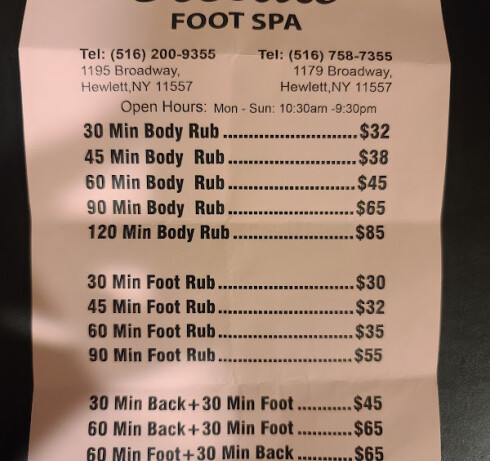 FOOT SPA
Tel: (516) 200-9355 Tel: (516) 758-7355
1195 Broadway, 1179 Broadway,
Hewlett,NY 11557 Hewlett,NY 11557
Open Hours: Mon - Sun: 10:30am -9:30pm
30 Min Body Rub..............................$32
45 Min Body Rub.............................$38
60 Min Body Rub.............................$45
90 Min Body Rub.............................$65
120 Min Body Rub...........................$85
30 Min Foot Rub..............................$30
45 Min Foot Rub..............................$32
60 Min Foot Rub..............................$35
90 Min Foot Rub..............................$55
30 Min Back+30 Min Foot ...........$45
60 Min Back+30 Min Foot ...........$65
60 Min Foot+30 Min Back ...........$65